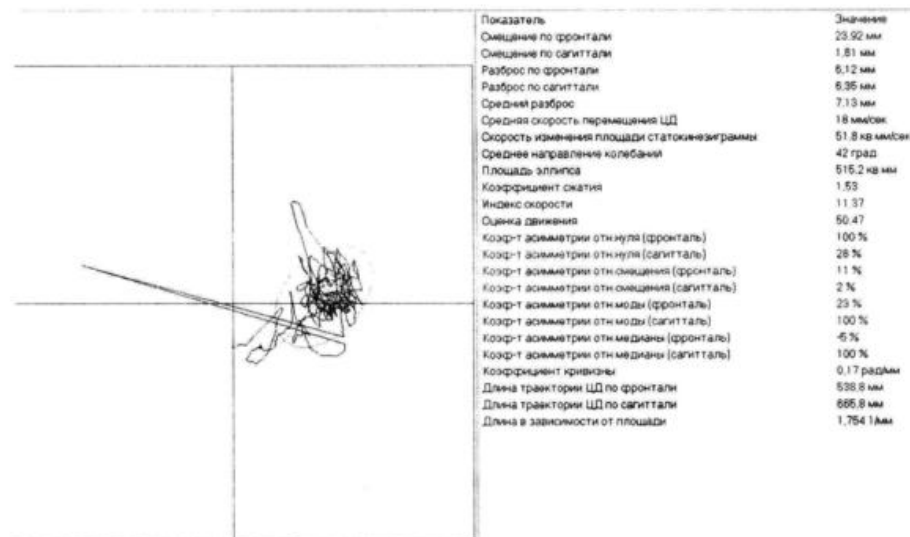 Показатель Значение
Смещение по фронтали 23,92 мм
Смещение по сагиттали 1,81 мм
Разброс по фронтали 6,12 мм
Разброс по сагиттали 6,35 мм
Средний разброс 7,13 мм
Средняя скорость перемещения ЦД 18 мм/сек
Скорость изменения площади статокинезиграммы 51,8 кв.мм/сек
Среднее направление колебаний 42 град
Площадь эллипса 515,2 кв.мм
Коэффициент сжатия 1,53
Индекс скорости 11,37
Оценка движения 50,47
Коэф-т асимметрии отн.нуля (фронталь) 100 %
Коэф-т асимметрии отн.нуля (сагитталь) 28 %
Коэф-т асимметрии отн.смещения (фронталь) 11 %
Коэф-т асимметрии отн.смещения (сагитталь) 2 %
Коэф-т асимметрии отн.моды (фронталь) 23 %
Коэф-т асимметрии отн.моды (сагитталь) 100 %
Коэф-т асимметрии отн.медианы (фронталь) -5 %
Коэф-т асимметрии отн.медианы (сагитталь) 100 %
Коэффициент кривизны 0,17 рад/мм
Длина траектории ЦД по фронтали 538,8 мм
Длина траектории ЦД по сагиттали 665,8 мм
Длина в зависимости от площади 1,754 1/мм